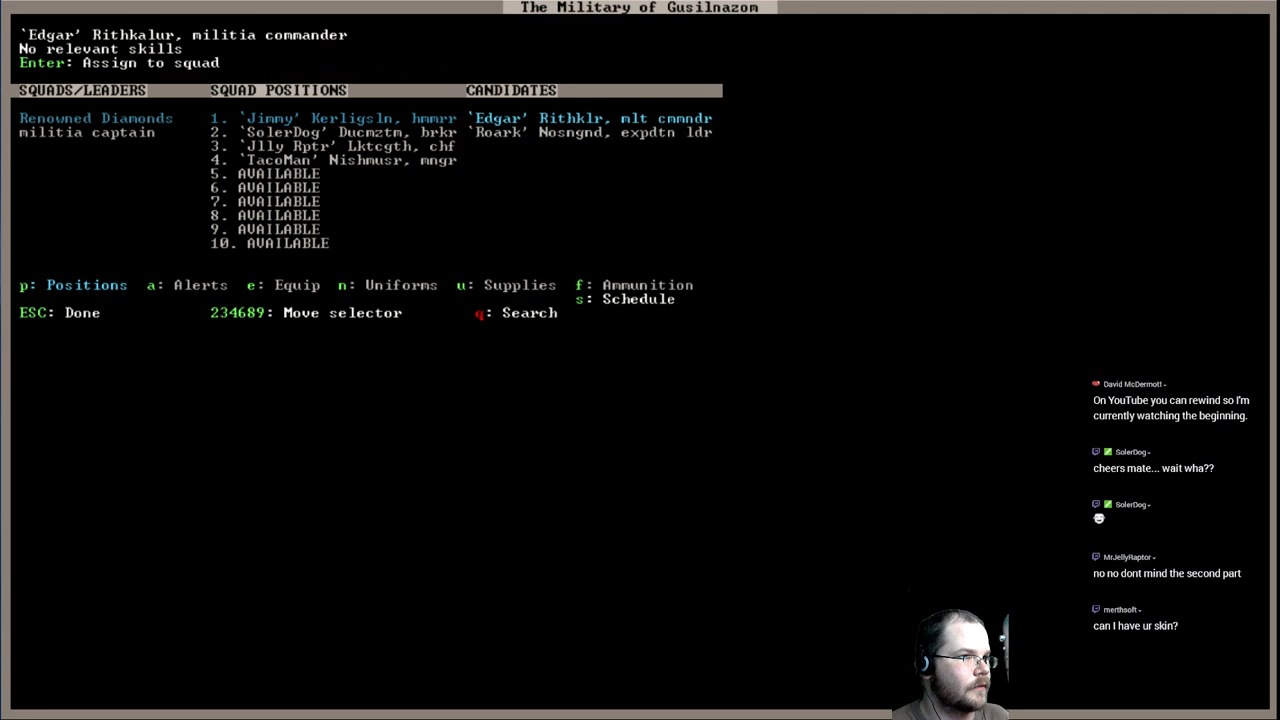 The Military of Gusilnazom
`Edgar' Rithkalur, militia commander
No relevant skills
Enter: Assign to squad
SQUADS/LEADERS SQUAD POSITIONS CANDIDATES
Renowned Diamonds 1. `Jimmy' Kerligsln, hmmrr `Edgar' Rithklr, mlt cmmndr
militia captain 2. `SolerDog' Ducmztm, brkr `Roark' Nosngnd, expdtn ldr
3. `Jlly Rptr' Lktcgth, chf
4. `TacoMan' Nishmusr, mngr
5. AVAILABLE
6. AVAILABLE
7. AVAILABLE
8. AVAILABLE
9. AVAILABLE
10. AVAILABLE
p: Positions a: Alerts e: Equip n: Uniforms u: Supplies f: Ammunition
s: Schedule
ESC: Done 234689: Move selector q: Search
David McDermott
On YouTube you can rewind so I'm
currently watching the beginning.
SolerDog
cheers mate... wait wha??
SolerDog
MrJellyRaptor
no no dont mind the second part
merthsoft
can I have ur skin?